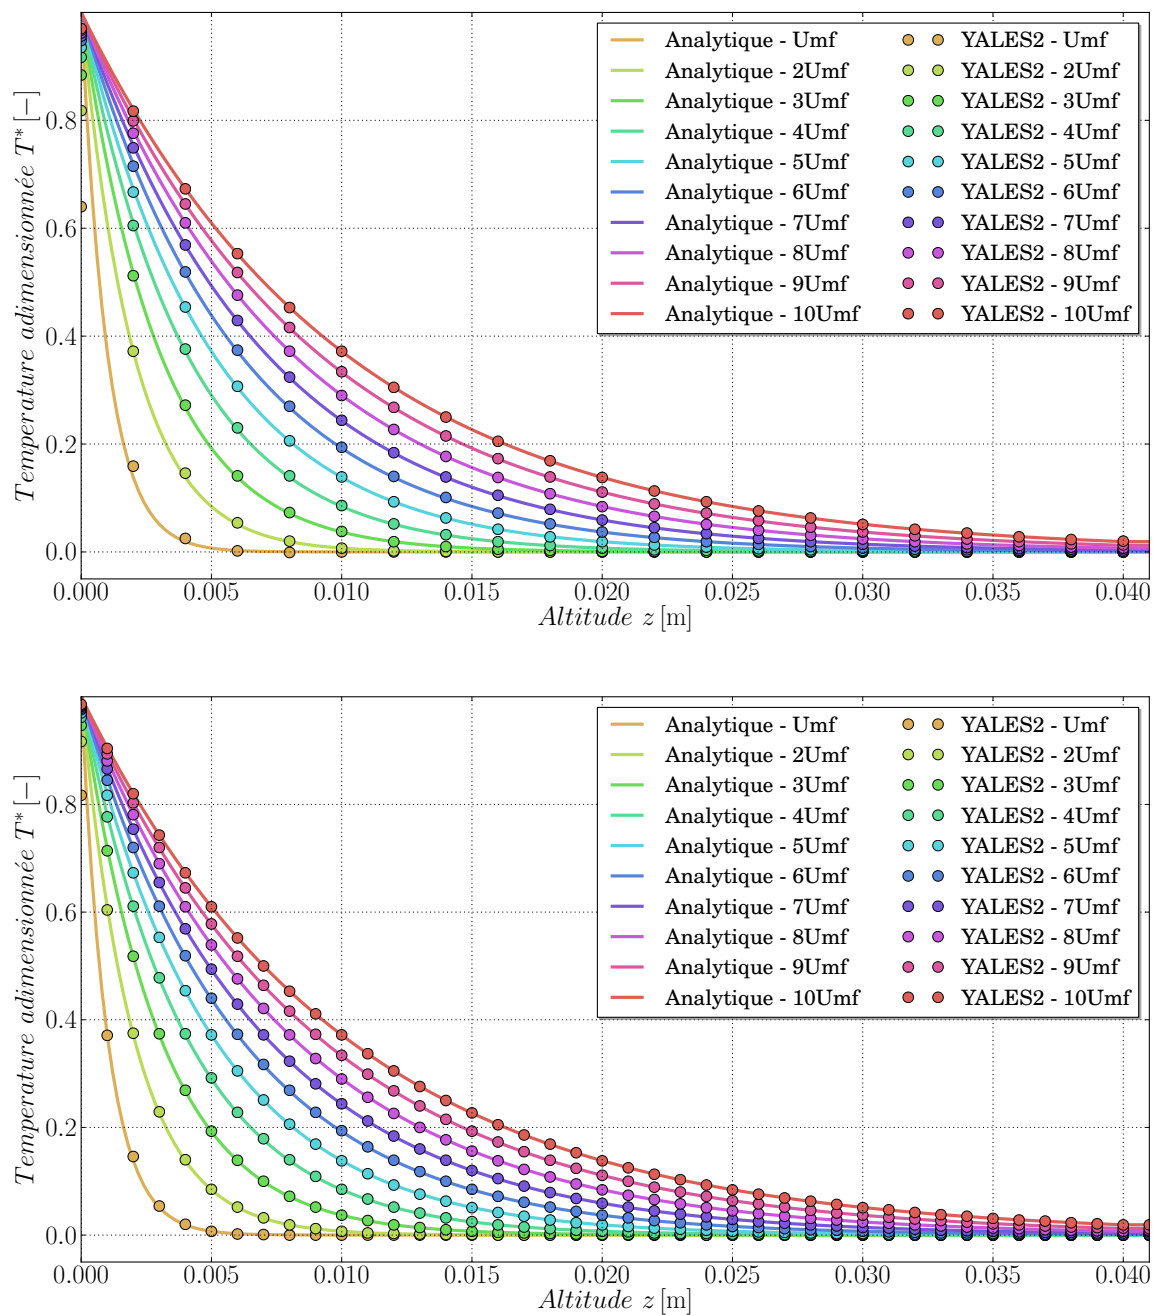 Temperature adimensionnée T* [−]
0.8
0.6
0.4
0.2
0.0
Analytique - Umf YALES2 - Umf
Analytique - 2Umf YALES2 - 2Umf
Analytique - 3Umf YALES2 - 3Umf
Analytique - 4Umf YALES2 - 4Umf
Analytique - 5Umf YALES2 - 5Umf
Analytique - 6Umf YALES2 - 6Umf
Analytique - 7Umf YALES2 - 7Umf
Analytique - 8Umf YALES2 - 8Umf
Analytique - 9Umf YALES2 - 9Umf
Analytique - 10Umf YALES2 - 10Umf
0.000 0.005 0.010 0.015 0.020 0.025 0.030 0.035 0.040
Altitude z [m]
Temperature adimensionnée T* [−]
0.8
0.6
0.4
0.2
0.0
Analytique - Umf YALES2 - Umf
Analytique - 2Umf YALES2 - 2Umf
Analytique - 3Umf YALES2 - 3Umf
Analytique - 4Umf YALES2 - 4Umf
Analytique - 5Umf YALES2 - 5Umf
Analytique - 6Umf YALES2 - 6Umf
Analytique - 7Umf YALES2 - 7Umf
Analytique - 8Umf YALES2 - 8Umf
Analytique - 9Umf YALES2 - 9Umf
Analytique - 10Umf YALES2 - 10Umf
0.000 0.005 0.010 0.015 0.020 0.025 0.030 0.035 0.040
Altitude z [m]